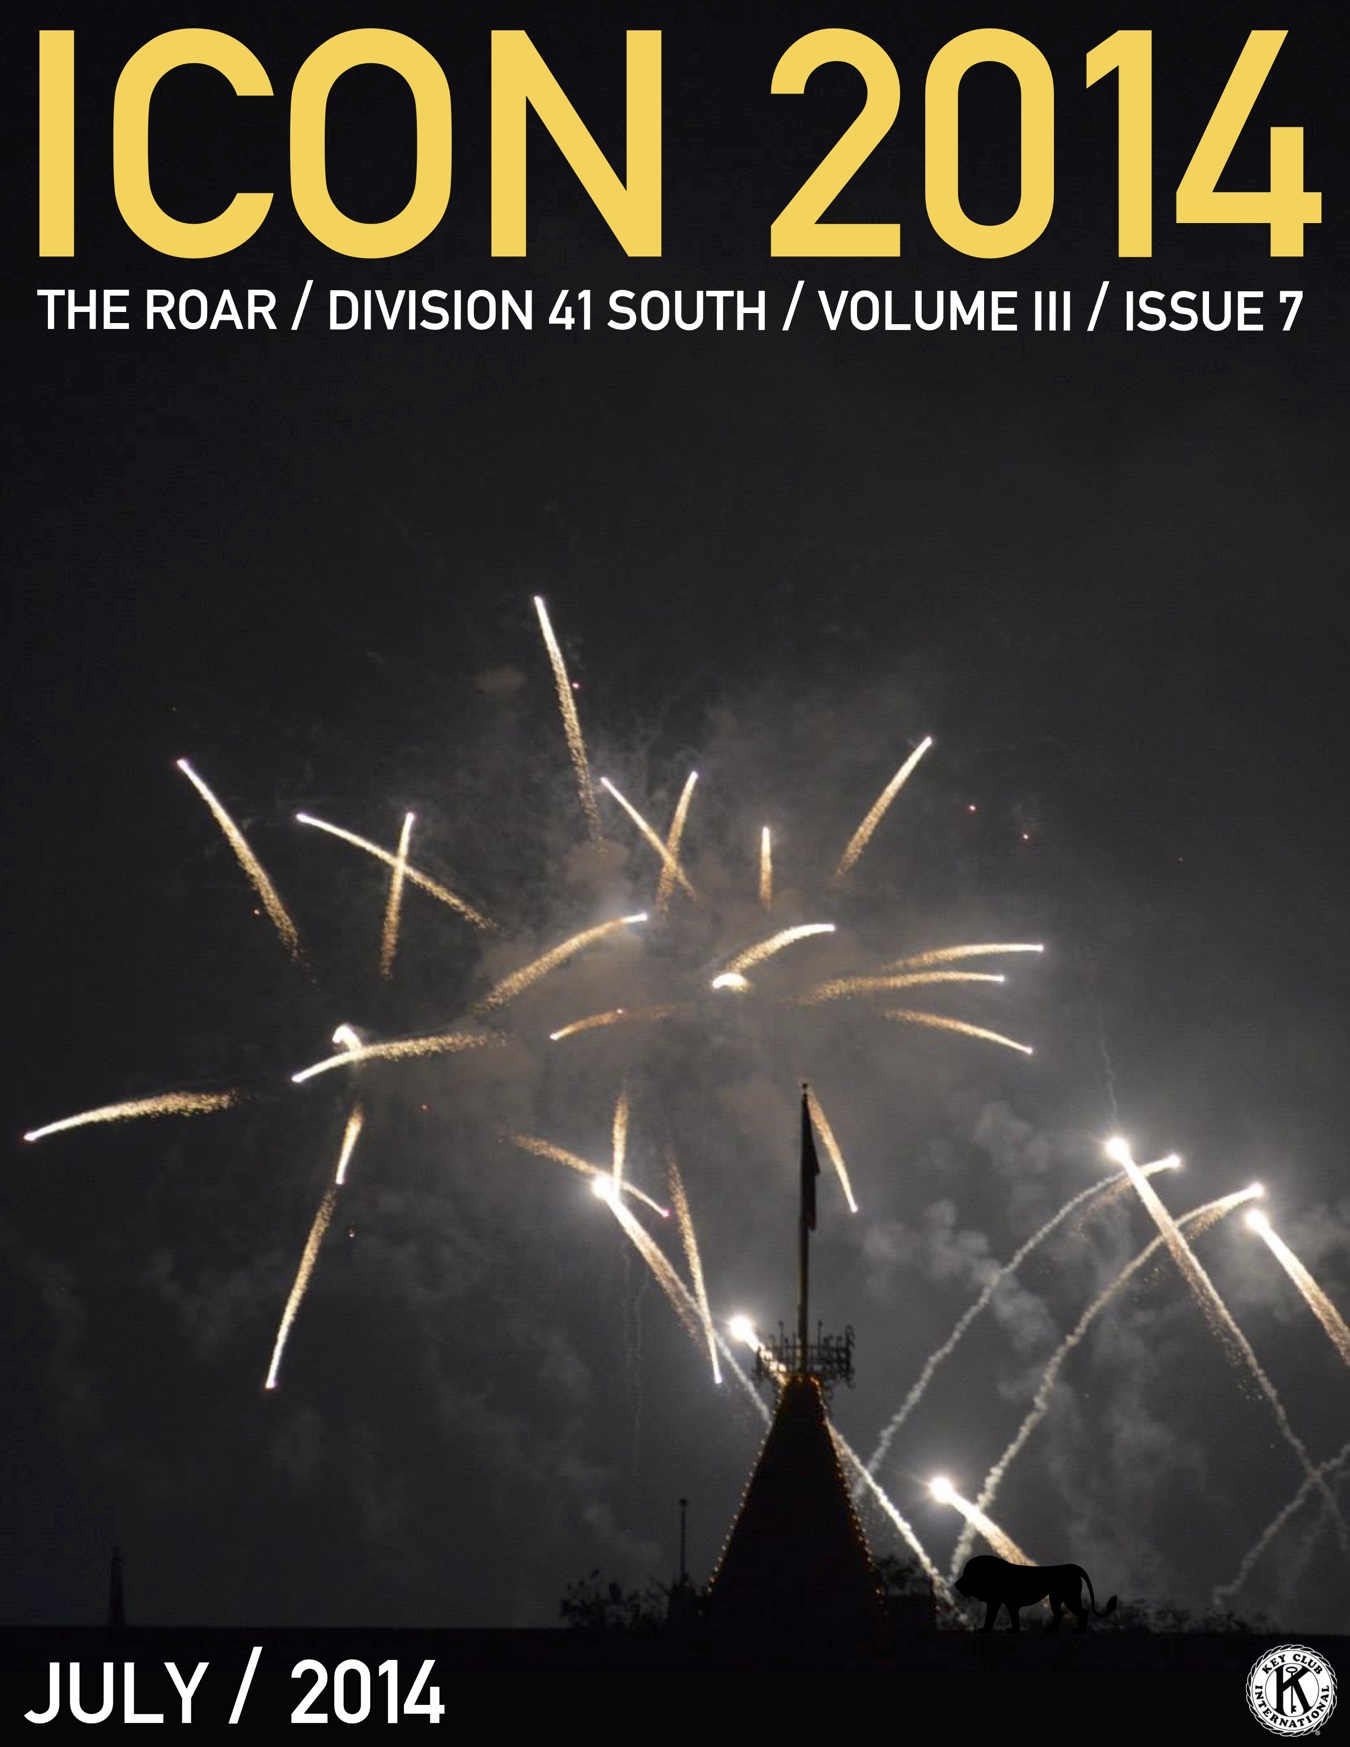 ICON 2014
THE ROAR / DIVISION 41 SOUTH / VOLUME III / ISSUE 7
JULY / 2014
KEY CLUB
K
INTERNATIONAL
®